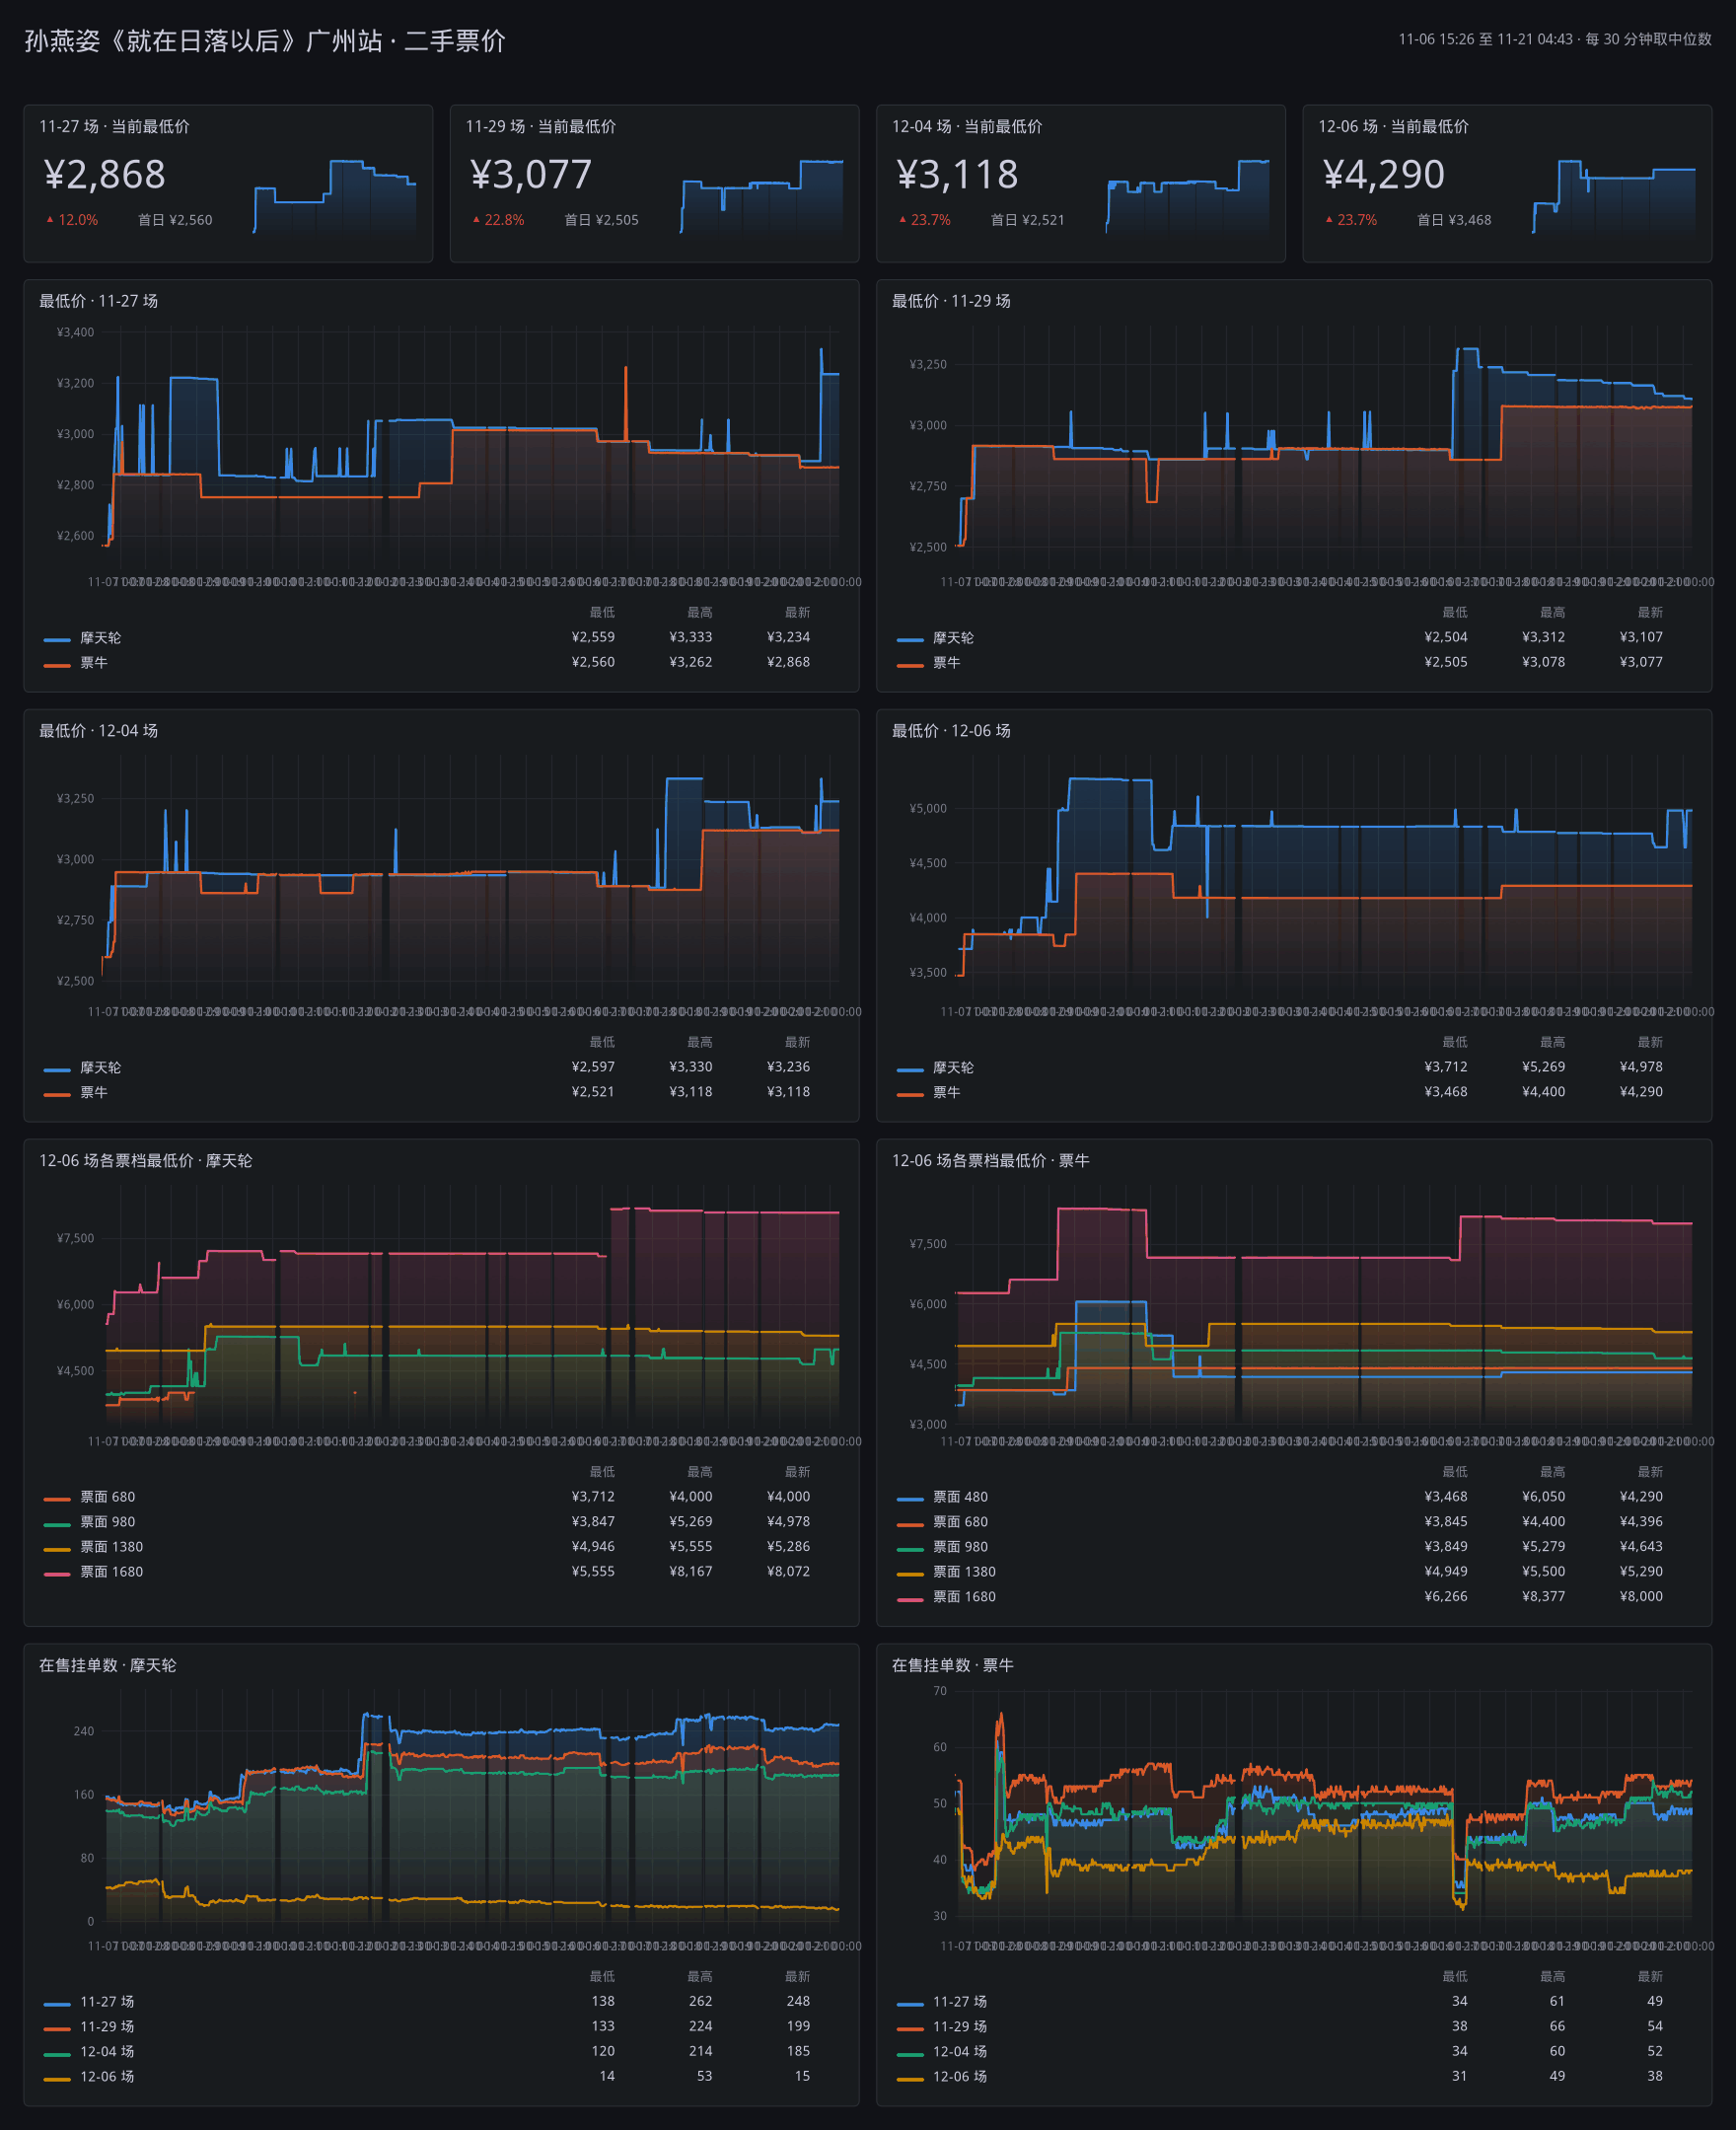 孙燕姿《就在日落以后》广州站 · 二手票价
11-06 15:26 至 11-21 04:43 · 每 30 分钟取中位数
11-27 场 · 当前最低价
¥2,868
▲ 12.0% 首日 ¥2,560
11-29 场 · 当前最低价
¥3,077
▲ 22.8% 首日 ¥2,505
12-04 场 · 当前最低价
¥3,118
▲ 23.7% 首日 ¥2,521
12-06 场 · 当前最低价
¥4,290
▲ 23.7% 首日 ¥3,468
最低价 · 11-27 场
¥3,400
¥3,200
¥3,000
¥2,800
¥2,600
最低 最高 最新
摩天轮 ¥2,559 ¥3,333 ¥3,234
票牛 ¥2,560 ¥3,262 ¥2,868
最低价 · 11-29 场
¥3,250
¥3,000
¥2,750
¥2,500
最低 最高 最新
摩天轮 ¥2,504 ¥3,312 ¥3,107
票牛 ¥2,505 ¥3,078 ¥3,077
最低价 · 12-04 场
¥3,250
¥3,000
¥2,750
¥2,500
最低 最高 最新
摩天轮 ¥2,597 ¥3,330 ¥3,236
票牛 ¥2,521 ¥3,118 ¥3,118
最低价 · 12-06 场
¥5,000
¥4,500
¥4,000
¥3,500
最低 最高 最新
摩天轮 ¥3,712 ¥5,269 ¥4,978
票牛 ¥3,468 ¥4,400 ¥4,290
12-06 场各票档最低价 · 摩天轮
¥7,500
¥6,000
¥4,500
最低 最高 最新
票面 680 ¥3,712 ¥4,000 ¥4,000
票面 980 ¥3,847 ¥5,269 ¥4,978
票面 1380 ¥4,946 ¥5,555 ¥5,286
票面 1680 ¥5,555 ¥8,167 ¥8,072
12-06 场各票档最低价 · 票牛
¥7,500
¥6,000
¥4,500
¥3,000
最低 最高 最新
票面 480 ¥3,468 ¥6,050 ¥4,290
票面 680 ¥3,845 ¥4,400 ¥4,396
票面 980 ¥3,849 ¥5,279 ¥4,643
票面 1380 ¥4,949 ¥5,500 ¥5,290
票面 1680 ¥6,266 ¥8,377 ¥8,000
在售挂单数 · 摩天轮
240
160
80
0
最低 最高 最新
11-27 场 138 262 248
11-29 场 133 224 199
12-04 场 120 214 185
12-06 场 14 53 15
在售挂单数 · 票牛
70
60
50
40
30
最低 最高 最新
11-27 场 34 61 49
11-29 场 38 66 54
12-04 场 34 60 52
12-06 场 31 49 38